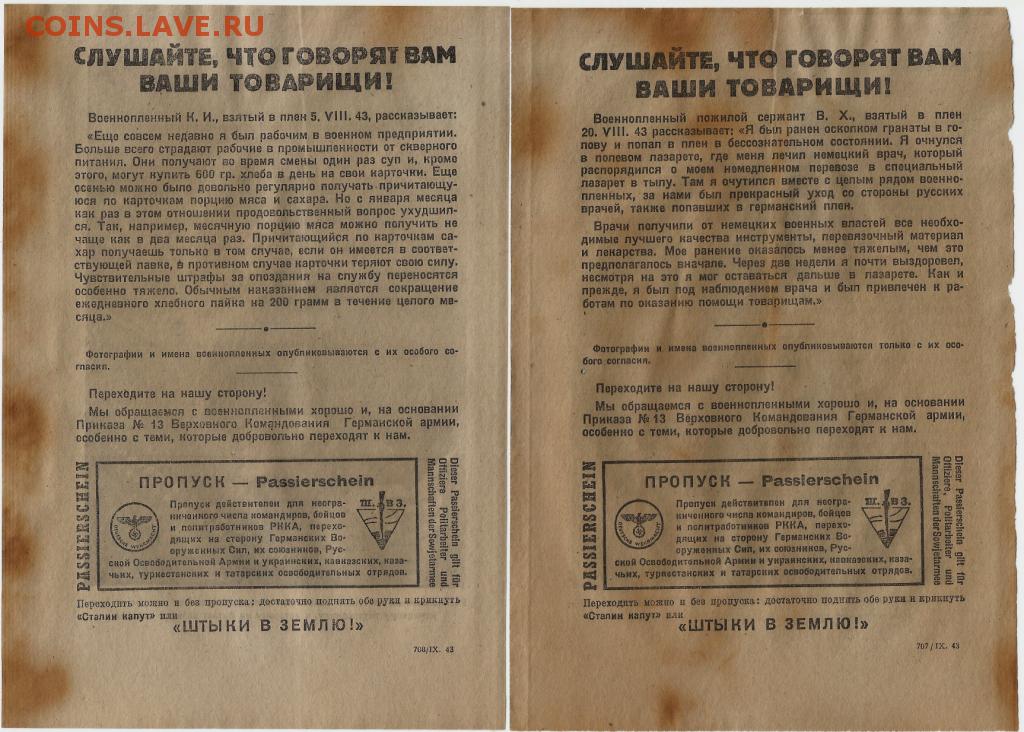 COINS.LAVE.RU
СЛУШАЙТЕ, ЧТО ГОВОРЯТ ВАМ
ВАШИ ТОВАРИЩИ!
Военнопленный К. И., взятый в плен 5. VIII. 43, рассказывает:
«Еще совсем недавно я был рабочим в военном предприятии.
Больше всего страдают рабочие в промышленности от скверного
питания. Они получают во время смены один раз суп и, кроме
этого, могут купить 600 гр. хлеба в день на свои карточки. Еще
осенью можно было довольно регулярно получать причитающу-
юся по карточкам порцию мяса и сахара. Но с января месяца
как раз в этом отношении продовольственный вопрос ухудшил-
ся. Так, например, месячную порцию мяса можно получить не
чаще как в два месяца раз. Причитающийся по карточкам са-
хар получаешь только в том случае, если он имеется в соответ-
ствующей лавке, в противном случае карточки теряют свою силу.
Чувствительные штрафы за опоздания на службу переносятся
особенно тяжело. Обычным наказанием является сокращение
ежедневного хлебного пайка на 200 грамм в течение целого ме-
сяца.»
Фотографии и имена военнопленных опубликовываются с их особого со-
гласия.
Переходите на нашу сторону!
Мы обращаемся с военнопленными хорошо и, на основании
Приказа № 13 Верховного Командования Германской армии,
особенно с теми, которые добровольно переходят к нам.
PASSIERSCHEIN
ПРОПУСК — Passierschein
Пропуск действителен для неогра-
ниченного числа командиров, бойцов
и политработников РККА, перехо-
дящих на сторону Германских Во-
оруженных Сил, их союзников, Рус-
ской Освободительной Армии и украинских, кавказских, каза-
чьих, туркестанских и татарских освободительных отрядов.
DEUTSCHE WEHRMACHT
Ш. В З.
Dieser Passierschein gilt für
Offiziere, Politarbeiter und
Mannschaften der Sowjetarmee
Переходить можно и без пропуска: достаточно поднять обе руки и крикнуть
«Сталин капут» или
«ШТЫКИ В ЗЕМЛЮ!»
708/IX. 43
СЛУШАЙТЕ, ЧТО ГОВОРЯТ ВАМ
ВАШИ ТОВАРИЩИ!
Военнопленный пожилой сержант В. Х., взятый в плен
20. VIII. 43 рассказывает: «Я был ранен осколком гранаты в го-
лову и попал в плен в бессознательном состоянии. Я очнулся
в полевом лазарете, где меня лечил немецкий врач, который
распорядился о моем немедленном перевозе в специальный
лазарет в тылу. Там я очутился вместе с целым рядом военно-
пленных, за нами был прекрасный уход со стороны русских
врачей, также попавших в германский плен.
Врачи получили от немецких военных властей все необхо-
димые лучшего качества инструменты, перевязочный материал
и лекарства. Мое ранение оказалось менее тяжелым, чем это
предполагалось вначале. Через две недели я почти выздоровел,
несмотря на это я мог оставаться дальше в лазарете. Как и
прежде, я был под наблюдением врача и был привлечен к ра-
ботам по оказанию помощи товарищам.»
Фотографии и имена военнопленных опубликовываются только с их осо-
бого согласия.
Переходите на нашу сторону!
Мы обращаемся с военнопленными хорошо и, на основании
Приказа № 13 Верховного Командования Германской армии,
особенно с теми, которые добровольно переходят к нам.
PASSIERSCHEIN
ПРОПУСК — Passierschein
Пропуск действителен для неогра-
ниченного числа командиров, бойцов
и политработников РККА, перехо-
дящих на сторону Германских Во-
оруженных Сил, их союзников, Рус-
ской Освободительной Армии и украинских, кавказских, каза-
чьих, туркестанских и татарских освободительных отрядов.
DEUTSCHE WEHRMACHT
Ш. В З.
Dieser Passierschein gilt für
Offiziere, Politarbeiter und
Mannschaften der Sowjetarmee
Переходить можно и без пропуска: достаточно поднять обе руки и крикнуть
«Сталин капут» или
«ШТЫКИ В ЗЕМЛЮ!»
707/IX. 43